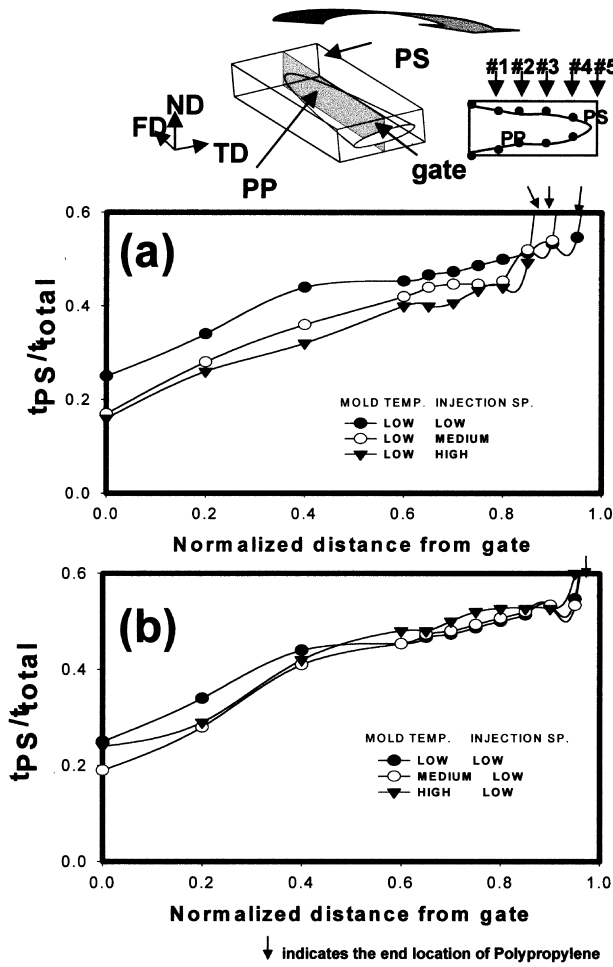 PS
#1 #2 #3 #4 #5
ND
FD
TD
PS
PP
gate
PP
(a)
0.6
0.4
0.2
0.0
tPS/ttotal
MOLD TEMP. INJECTION SP.
LOW LOW
LOW MEDIUM
LOW HIGH
0.0 0.2 0.4 0.6 0.8 1.0
Normalized distance from gate
(b)
0.6
0.4
0.2
0.0
tPS/ttotal
MOLD TEMP. INJECTION SP.
LOW LOW
MEDIUM LOW
HIGH LOW
0.0 0.2 0.4 0.6 0.8 1.0
Normalized distance from gate
indicates the end location of Polypropylene